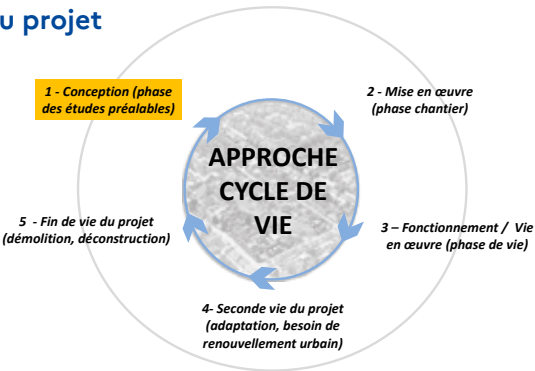 u projet
1 - Conception (phase
des études préalables)
2 - Mise en œuvre
(phase chantier)
APPROCHE
CYCLE DE
VIE
3 – Fonctionnement / Vie
en œuvre (phase de vie)
4- Seconde vie du projet
(adaptation, besoin de
renouvellement urbain)
5 - Fin de vie du projet
(démolition, déconstruction)